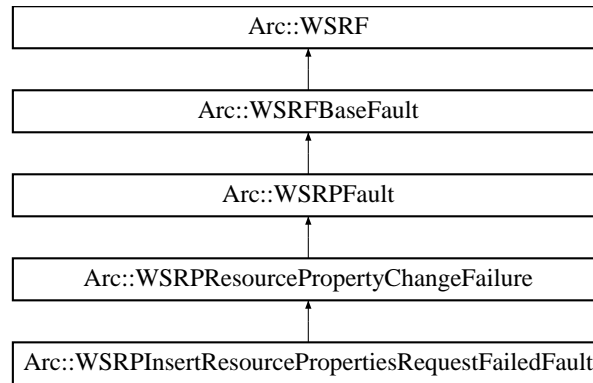 Arc::WSRF
Arc::WSRFBaseFault
Arc::WSRPFault
Arc::WSRPResourcePropertyChangeFailure
Arc::WSRPInsertResourcePropertiesRequestFailedFault